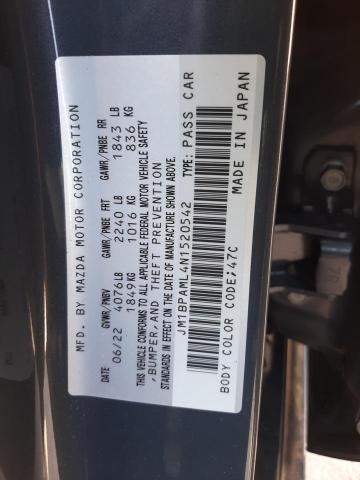 MFD. BY MAZDA MOTOR CORPORATION
DATE GVWR/PNBV GAWR/PNBE FRT GAWR/PNBE RR
06/22 4076LB 2240 LB 1843 LB
1849KG 1016 KG 836 KG
THIS VEHICLE CONFORMS TO ALL APPLICABLE FEDERAL MOTOR VEHICLE SAFETY
, BUMPER, AND THEFT PREVENTION
STANDARDS IN EFFECT ON THE DATE OF MANUFACTURE SHOWN ABOVE.
JM1BPAML4N1520542 TYPE: PASS CAR
BODY COLOR CODE:47C MADE IN JAPAN